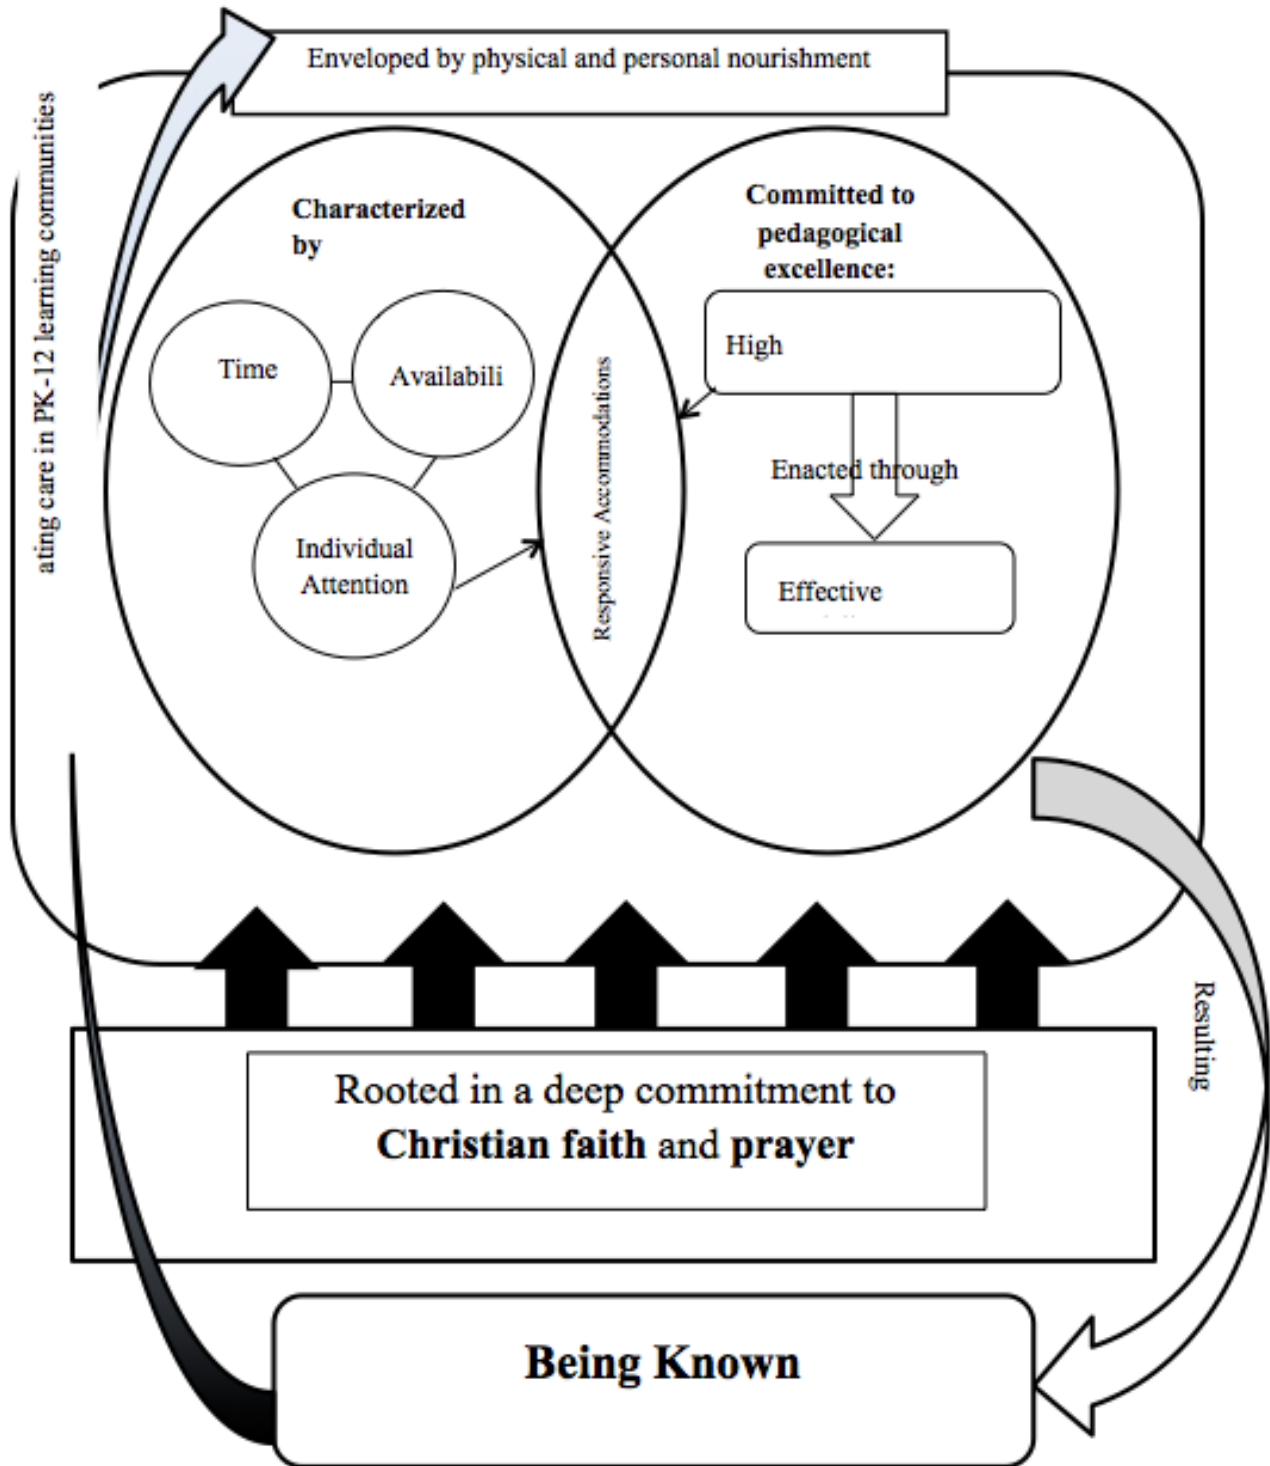 Enveloped by physical and personal nourishment
ating care in PK-12 learning communities
Characterized
by
Time
Availabili
Individual
Attention
Responsive Accommodations
Committed to
pedagogical
excellence:
High
Enacted through
Effective
Resulting
Rooted in a deep commitment to
Christian faith and prayer
Being Known